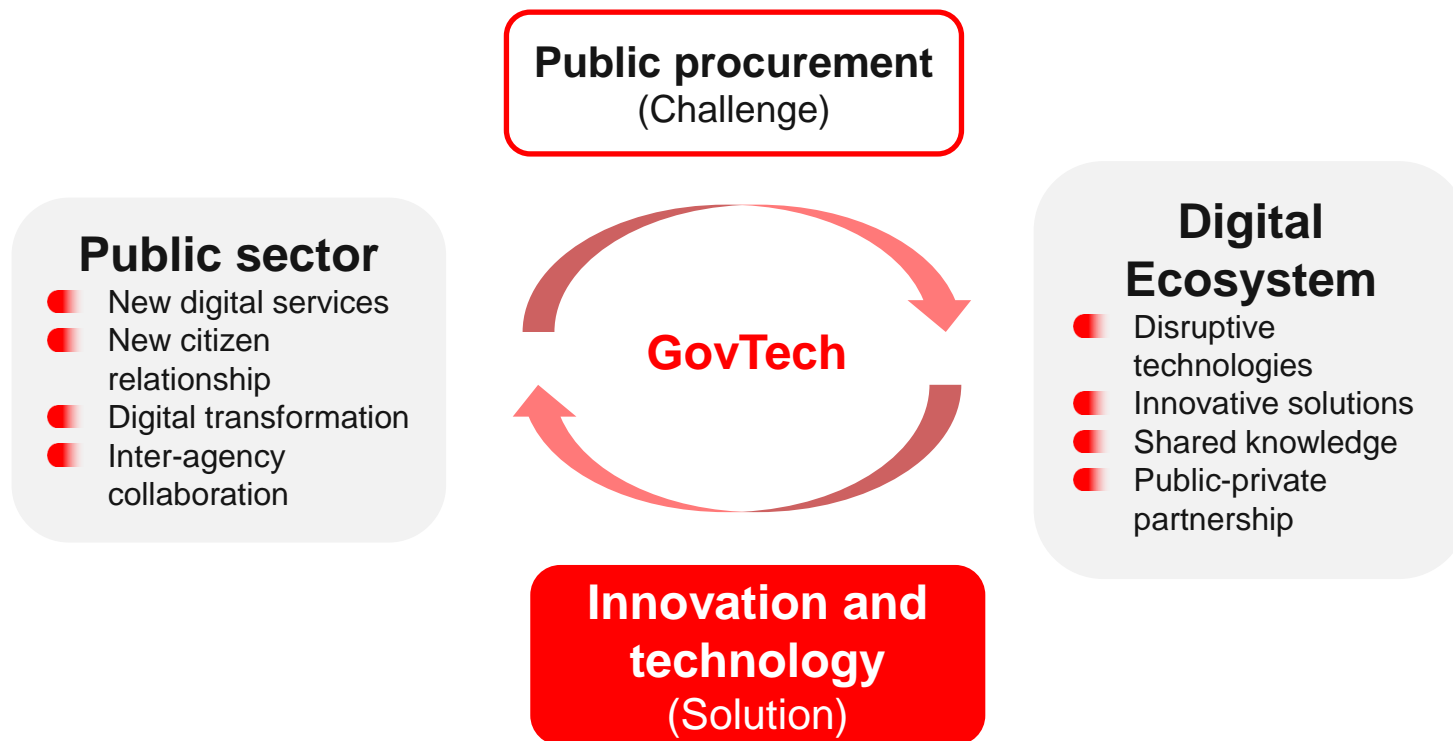 Public procurement
(Challenge)
Public sector
New digital services
New citizen
relationship
Digital transformation
Inter-agency
collaboration
GovTech
Digital
Ecosystem
Disruptive
technologies
Innovative solutions
Shared knowledge
Public-private
partnership
Innovation and
technology
(Solution)